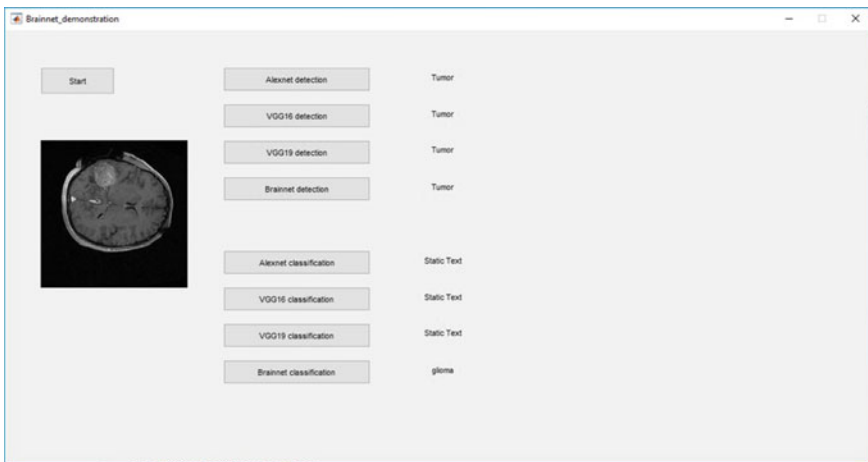 Brainnet_demonstration
Start
Alexnet detection
Tumor
VGG16 detection
Tumor
VGG19 detection
Tumor
Brainnet detection
Tumor
Alexnet classification
Static Text
VGG16 classification
Static Text
VGG19 classification
Static Text
Brainnet classification
glioma